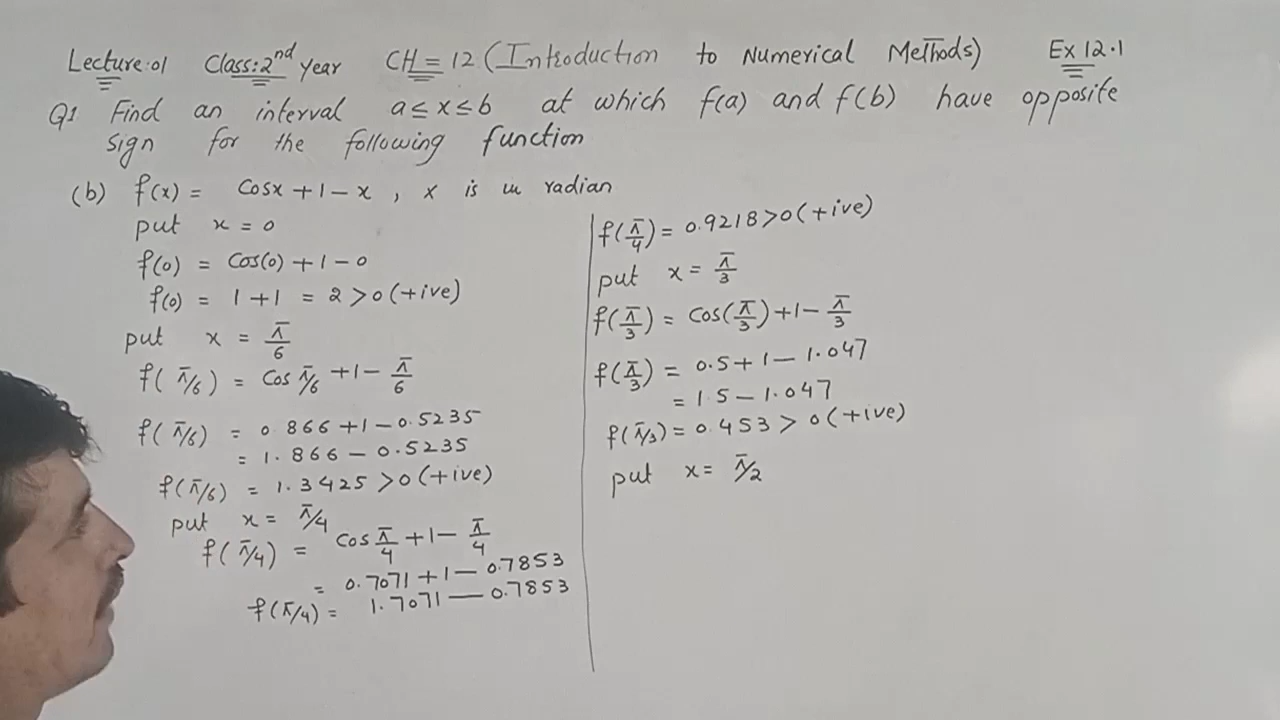 Lecture:01 Class:2nd year CH = 12 (Introduction to Numerical Methods) Ex 12.1
Q1 Find an interval a ≤ x ≤ b at which f(a) and f(b) have opposite
sign for the following function
(b) f(x) = Cosx + 1 - x , x is in radian
put x = 0
f(0) = Cos(0) + 1 - 0
f(0) = 1 + 1 = 2 > 0 (+ive)
put x = π/6
f(π/6) = Cos π/6 + 1 - π/6
f(π/6) = 0.866 + 1 - 0.5235
= 1.866 - 0.5235
f(π/6) = 1.3425 > 0 (+ive)
put x = π/4
f(π/4) = Cos π/4 + 1 - π/4
= 0.7071 + 1 - 0.7853
f(π/4) = 1.7071 - 0.7853
f(π/4) = 0.9218 > 0 (+ive)
put x = π/3
f(π/3) = Cos(π/3) + 1 - π/3
f(π/3) = 0.5 + 1 - 1.047
= 1.5 - 1.047
f(π/3) = 0.453 > 0 (+ive)
put x = π/2